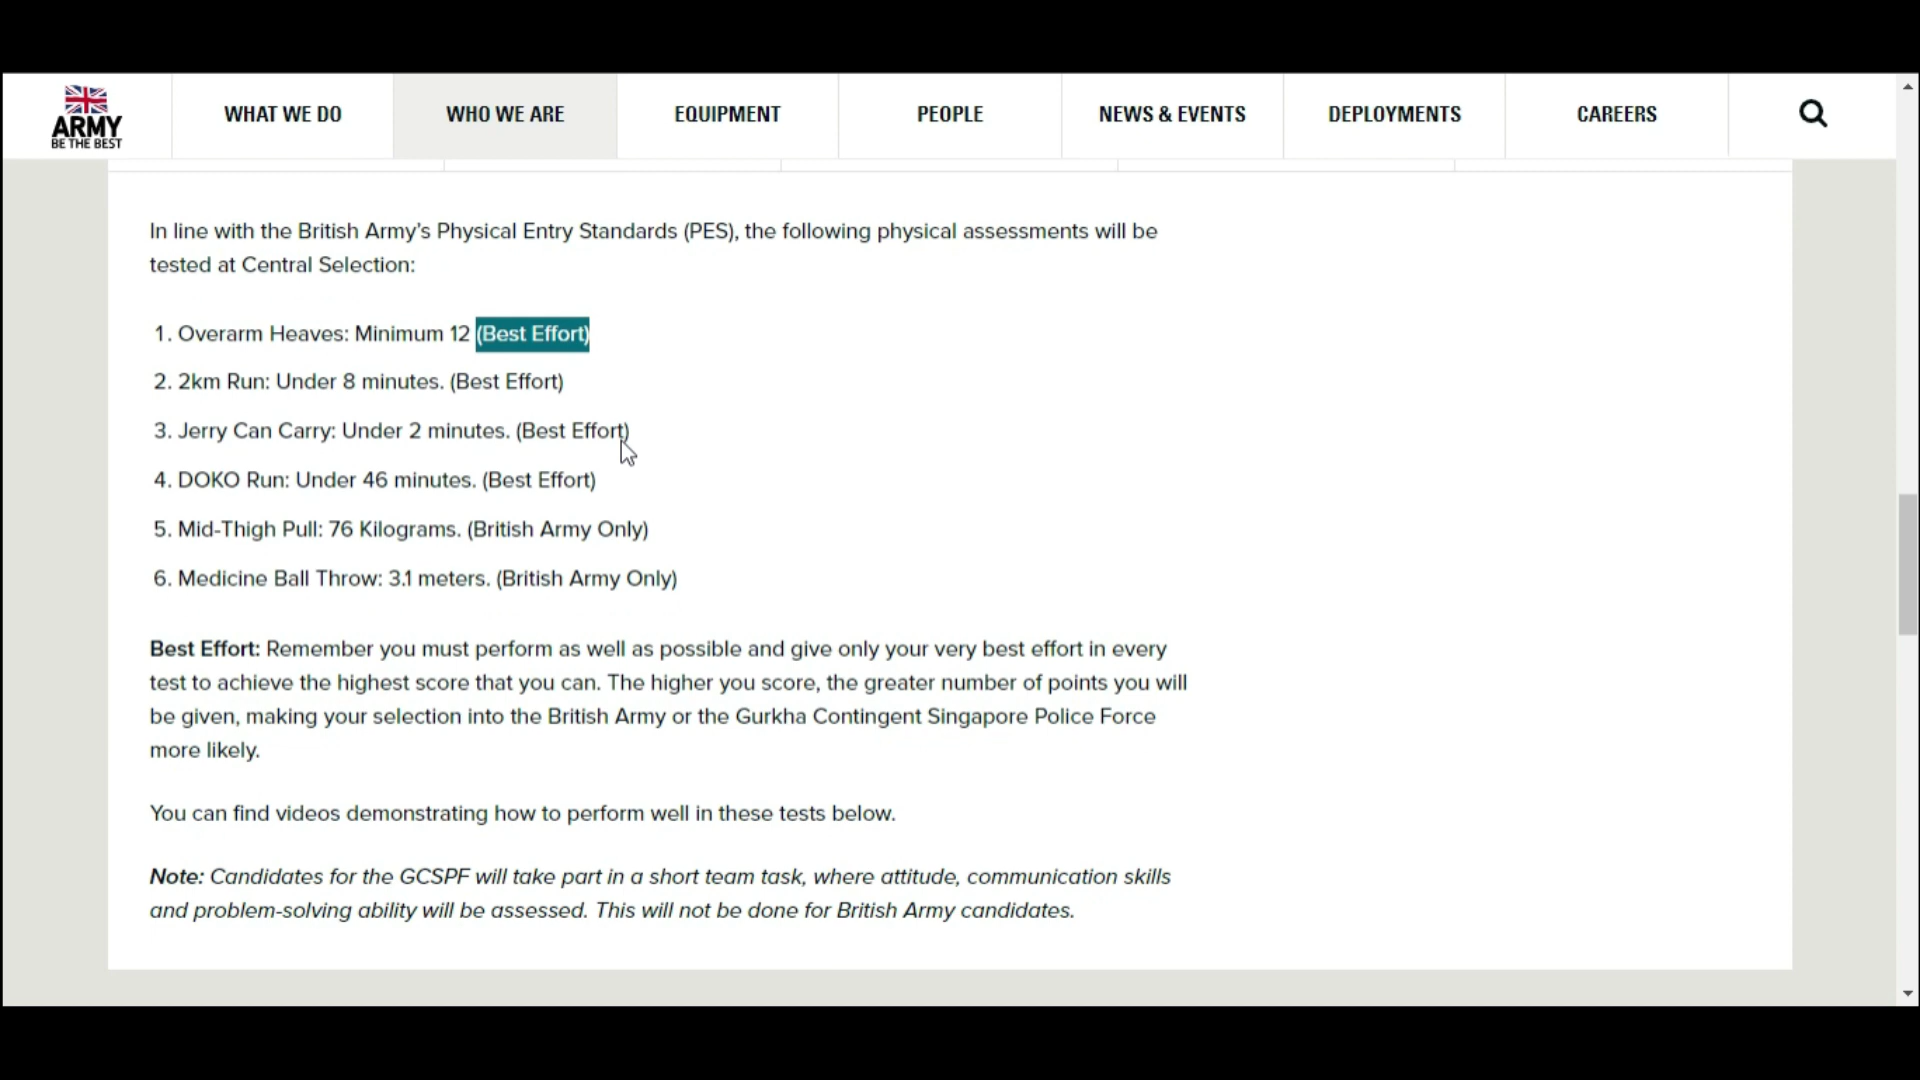 ARMY
BE THE BEST
WHAT WE DO
WHO WE ARE
EQUIPMENT
PEOPLE
NEWS & EVENTS
DEPLOYMENTS
CAREERS
In line with the British Army’s Physical Entry Standards (PES), the following physical assessments will be
tested at Central Selection:
1. Overarm Heaves: Minimum 12 (Best Effort)
2. 2km Run: Under 8 minutes. (Best Effort)
3. Jerry Can Carry: Under 2 minutes. (Best Effort)
4. DOKO Run: Under 46 minutes. (Best Effort)
5. Mid-Thigh Pull: 76 Kilograms. (British Army Only)
6. Medicine Ball Throw: 3.1 meters. (British Army Only)
Best Effort: Remember you must perform as well as possible and give only your very best effort in every
test to achieve the highest score that you can. The higher you score, the greater number of points you will
be given, making your selection into the British Army or the Gurkha Contingent Singapore Police Force
more likely.
You can find videos demonstrating how to perform well in these tests below.
Note: Candidates for the GCSPF will take part in a short team task, where attitude, communication skills
and problem-solving ability will be assessed. This will not be done for British Army candidates.